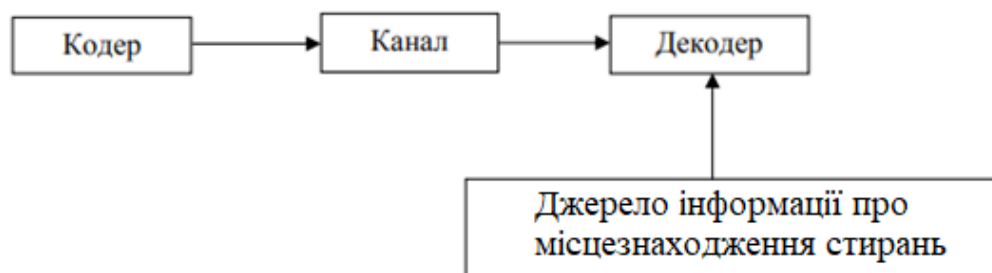 Кодер
Канал
Декодер
Джерело інформації про
місцезнаходження стирань